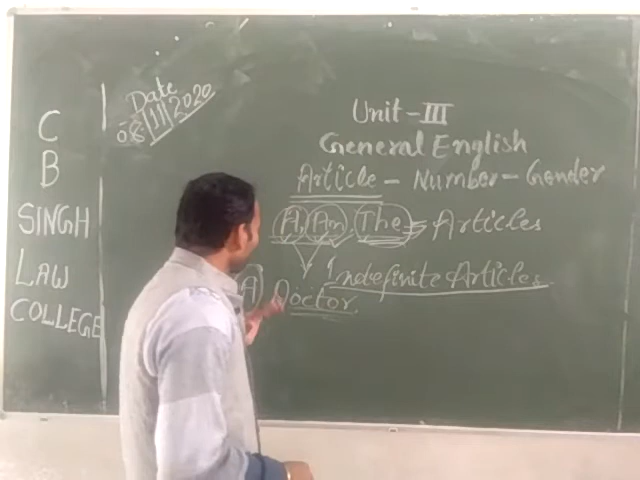 C
B
SINGH
LAW
COLLEGE
Date
08/11/2020
Unit-III
General English
Article - Number - Gender
A, An, The = Articles
Indefinite Articles
A Doctor